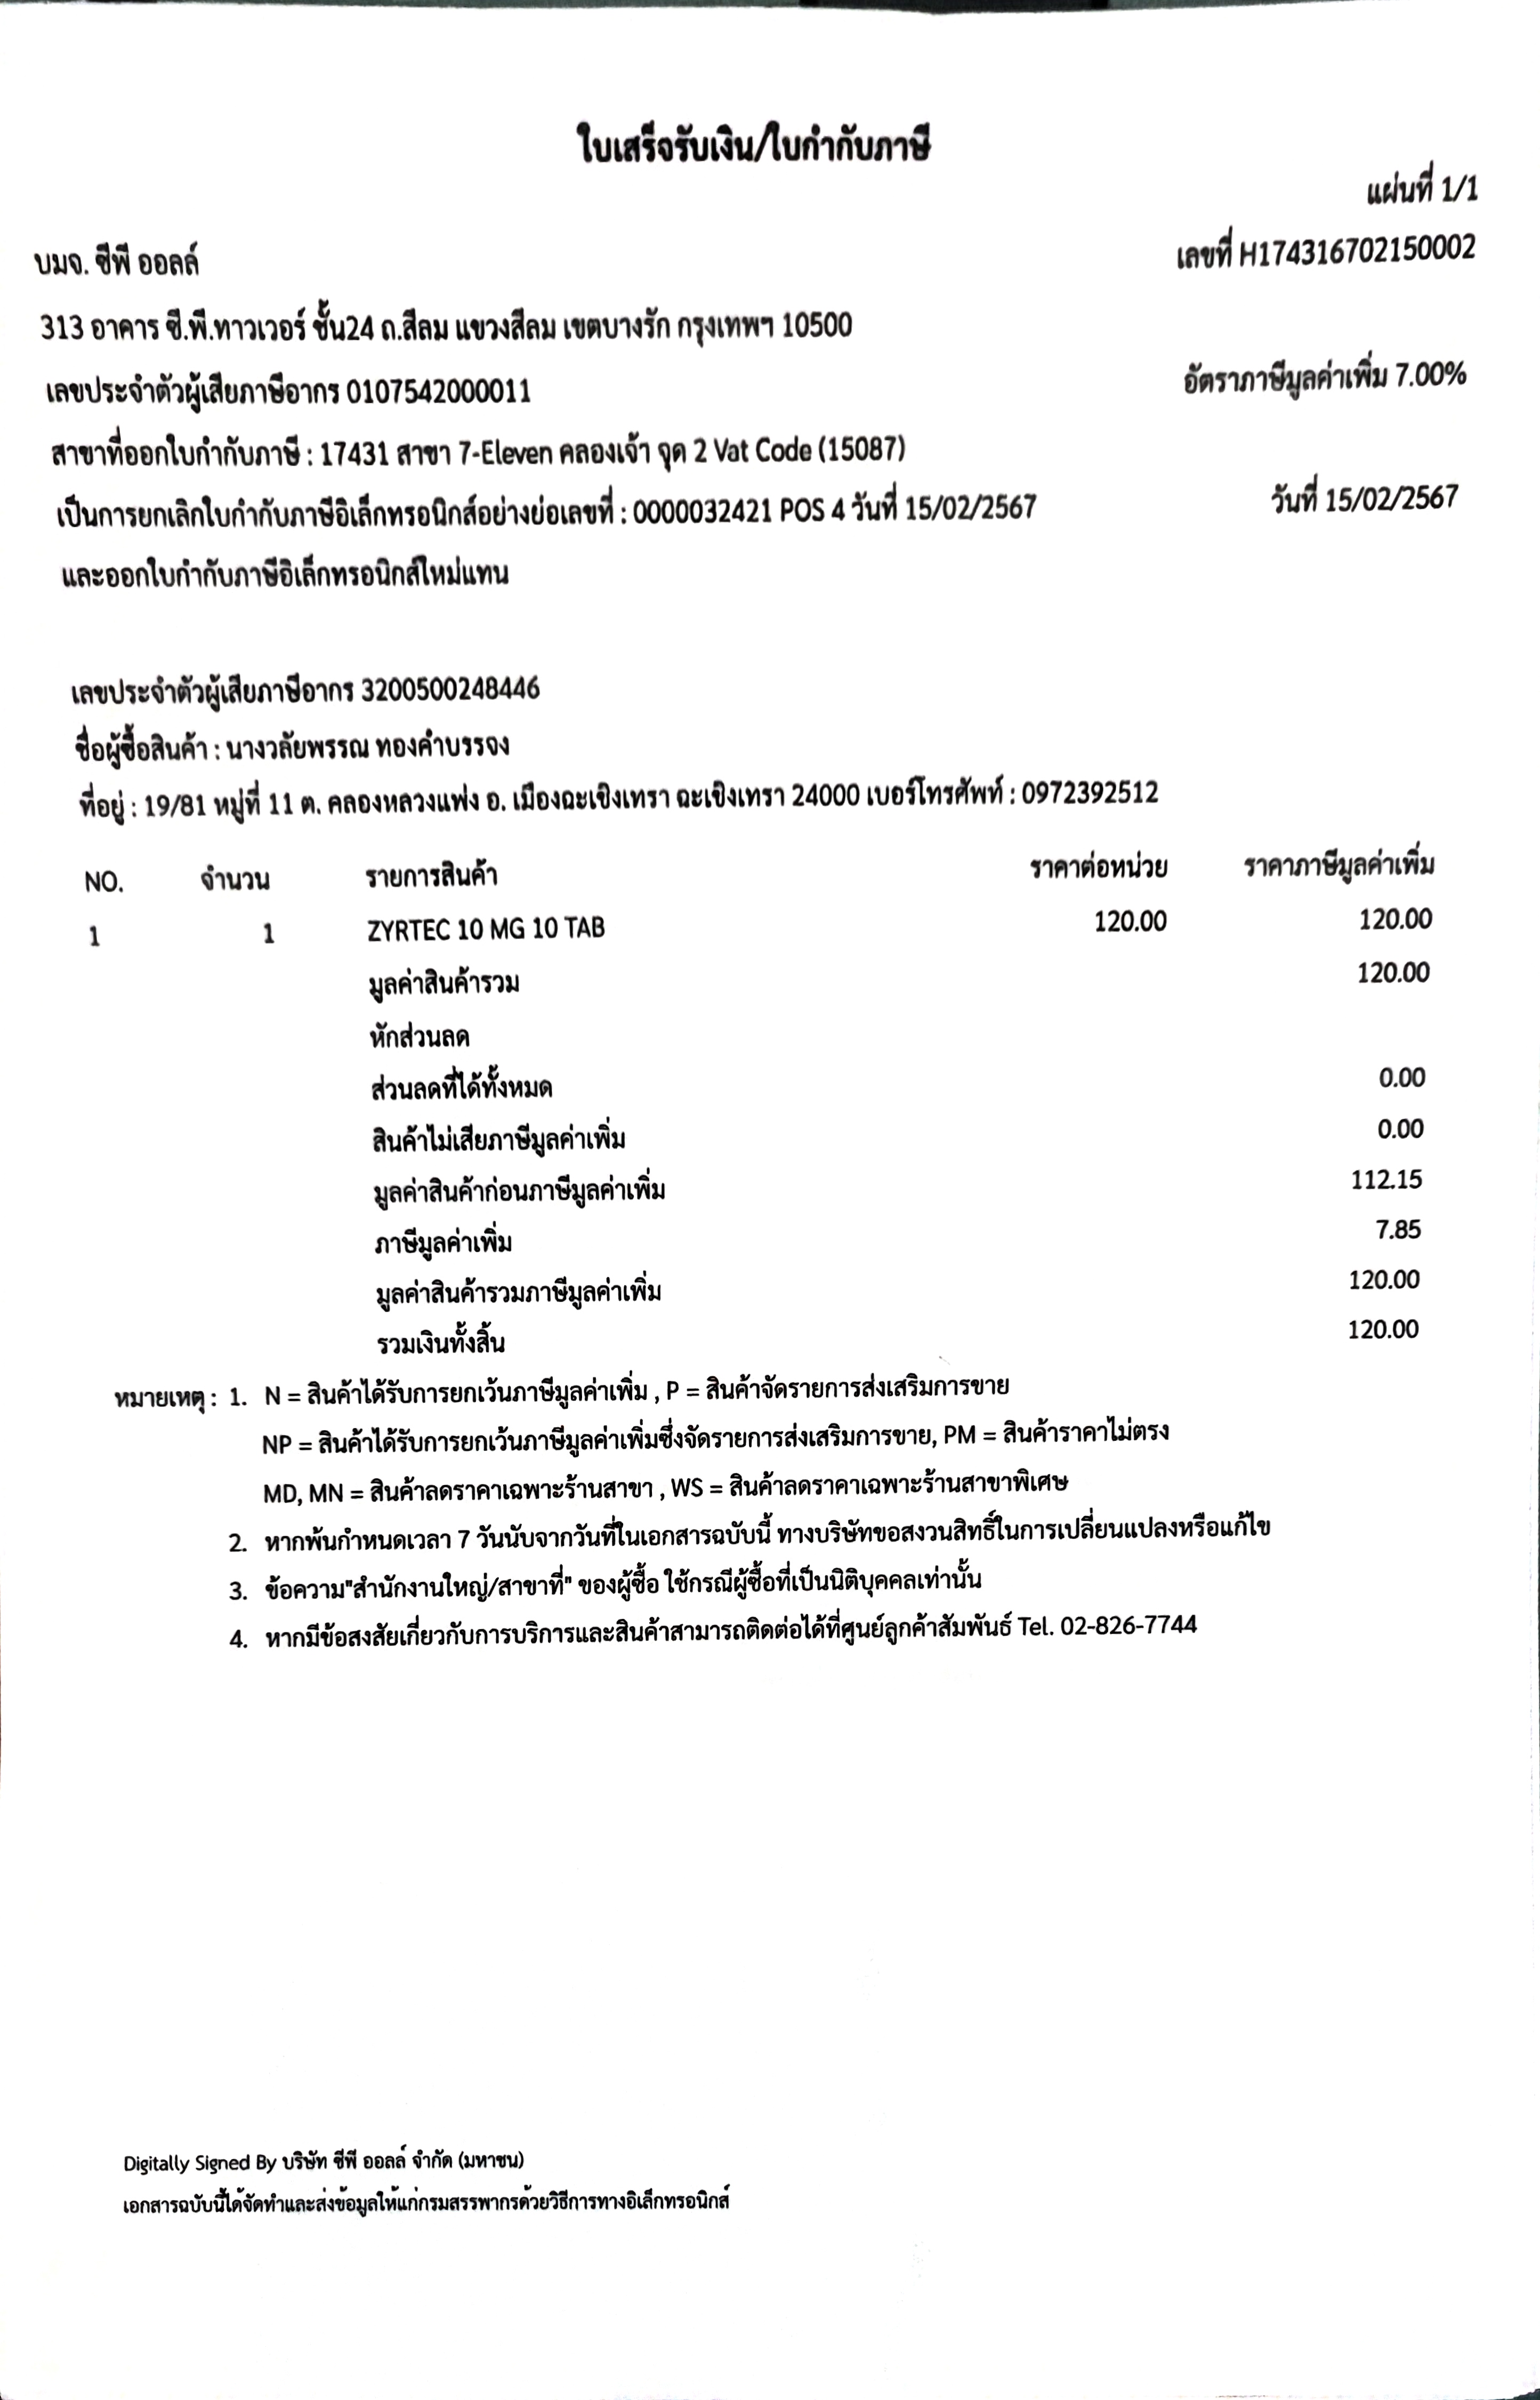 ใบเสร็จรับเงิน/ใบกำกับภาษี
แผ่นที่ 1/1
บมจ. ซีพี ออลล์
เลขที่ H174316702150002
313 อาคาร ซี.พี.ทาวเวอร์ ชั้น24 ถ.สีลม แขวงสีลม เขตบางรัก กรุงเทพฯ 10500
เลขประจำตัวผู้เสียภาษีอากร 0107542000011
อัตราภาษีมูลค่าเพิ่ม 7.00%
สาขาที่ออกใบกำกับภาษี : 17431 สาขา 7-Eleven คลองเจ้า จุด 2 Vat Code (15087)
เป็นการยกเลิกใบกำกับภาษีอิเล็กทรอนิกส์อย่างย่อเลขที่ : 0000032421 POS 4 วันที่ 15/02/2567
วันที่ 15/02/2567
และออกใบกำกับภาษีอิเล็กทรอนิกส์ใหม่แทน
เลขประจำตัวผู้เสียภาษีอากร 3200500248446
ชื่อผู้ซื้อสินค้า : นางวลัยพรรณ ทองคำบรรจง
ที่อยู่ : 19/81 หมู่ที่ 11 ต. คลองหลวงแพ่ง อ. เมืองฉะเชิงเทรา ฉะเชิงเทรา 24000 เบอร์โทรศัพท์ : 0972392512
NO. จำนวน รายการสินค้า ราคาต่อหน่วย ราคาภาษีมูลค่าเพิ่ม
1 1 ZYRTEC 10 MG 10 TAB 120.00 120.00
มูลค่าสินค้ารวม 120.00
หักส่วนลด
ส่วนลดที่ได้ทั้งหมด 0.00
สินค้าไม่เสียภาษีมูลค่าเพิ่ม 0.00
มูลค่าสินค้าก่อนภาษีมูลค่าเพิ่ม 112.15
ภาษีมูลค่าเพิ่ม 7.85
มูลค่าสินค้ารวมภาษีมูลค่าเพิ่ม 120.00
รวมเงินทั้งสิ้น 120.00
หมายเหตุ : 1. N = สินค้าได้รับการยกเว้นภาษีมูลค่าเพิ่ม , P = สินค้าจัดรายการส่งเสริมการขาย
NP = สินค้าได้รับการยกเว้นภาษีมูลค่าเพิ่มซึ่งจัดรายการส่งเสริมการขาย, PM = สินค้าราคาไม่ตรง
MD, MN = สินค้าลดราคาเฉพาะร้านสาขา , WS = สินค้าลดราคาเฉพาะร้านสาขาพิเศษ
2. หากพ้นกำหนดเวลา 7 วันนับจากวันที่ในเอกสารฉบับนี้ ทางบริษัทขอสงวนสิทธิ์ในการเปลี่ยนแปลงหรือแก้ไข
3. ข้อความ"สำนักงานใหญ่/สาขาที่" ของผู้ซื้อ ใช้กรณีผู้ซื้อที่เป็นนิติบุคคลเท่านั้น
4. หากมีข้อสงสัยเกี่ยวกับการบริการและสินค้าสามารถติดต่อได้ที่ศูนย์ลูกค้าสัมพันธ์ Tel. 02-826-7744
Digitally Signed By บริษัท ซีพี ออลล์ จำกัด (มหาชน)
เอกสารฉบับนี้ได้จัดทำและส่งข้อมูลให้แก่กรมสรรพากรด้วยวิธีการทางอิเล็กทรอนิกส์